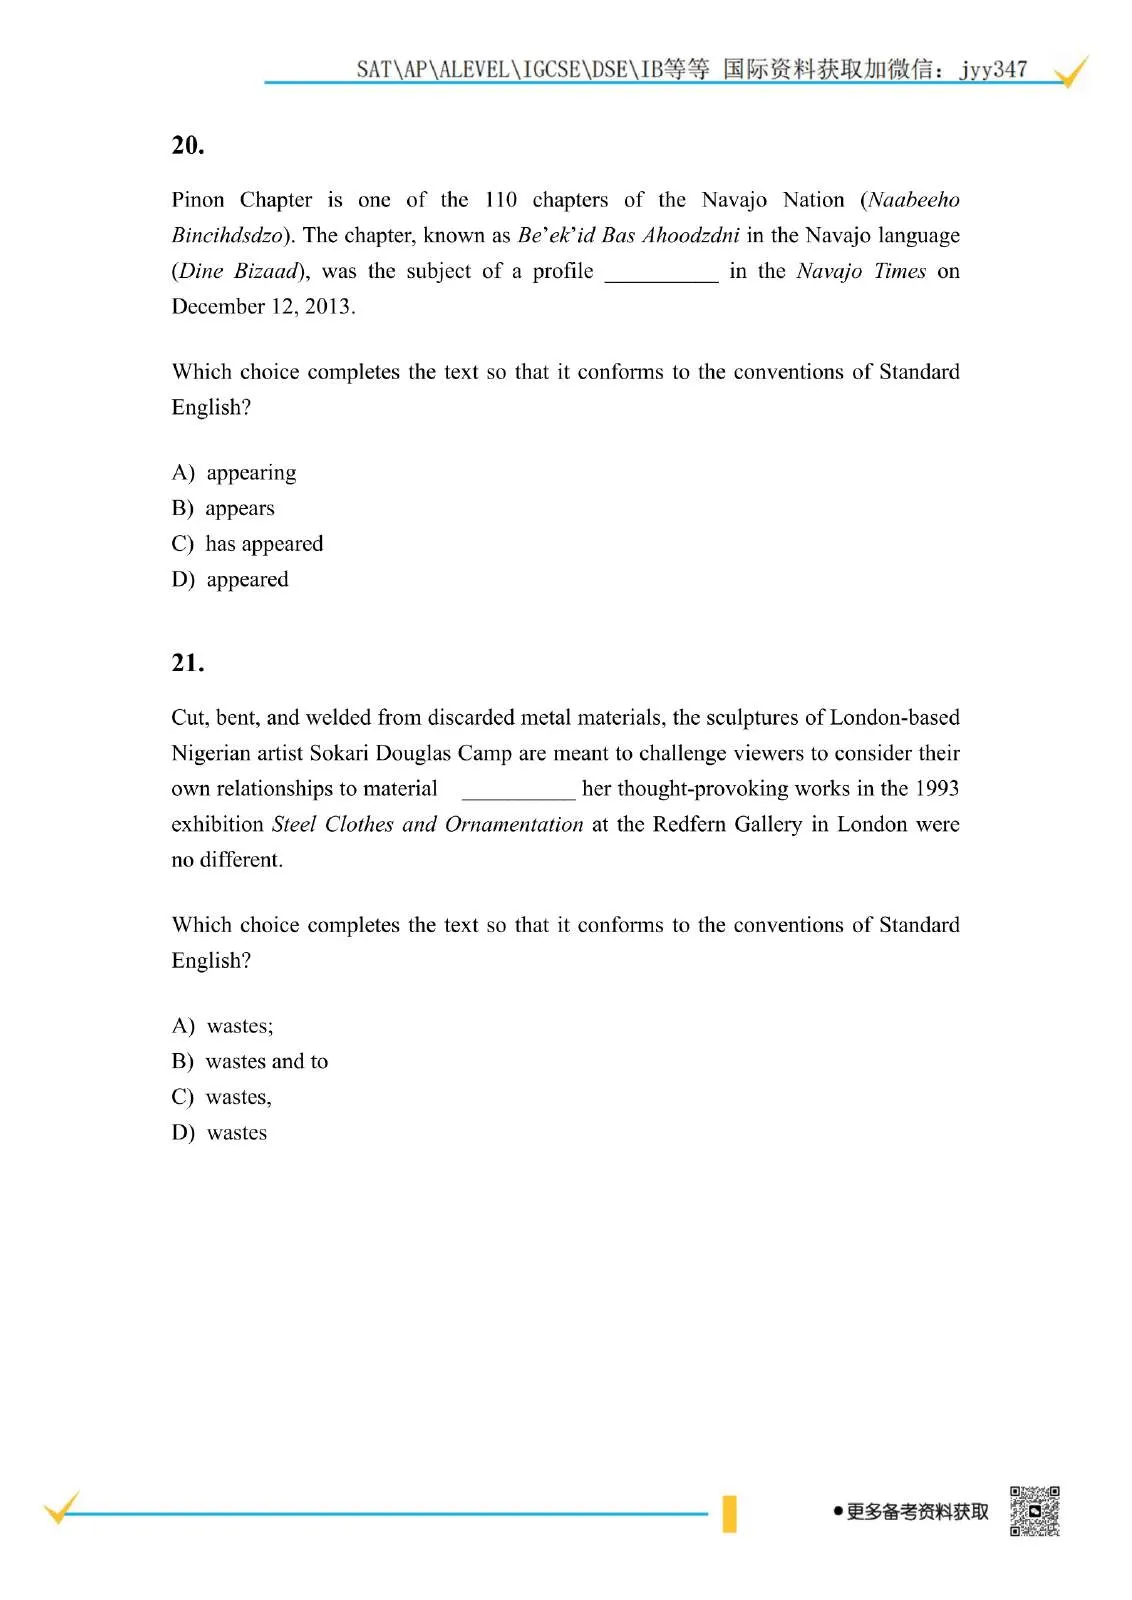 SAT\AP\ALEVEL\IGCSE\DSE\IB等等 国际资料获取加微信：jyy347
20.
Pinon Chapter is one of the 110 chapters of the Navajo Nation (Naabeeho
Bincihdsdzo). The chapter, known as Be’ek’id Bas Ahoodzdni in the Navajo language
(Dine Bizaad), was the subject of a profile __________ in the Navajo Times on
December 12, 2013.
Which choice completes the text so that it conforms to the conventions of Standard
English?
A) appearing
B) appears
C) has appeared
D) appeared
21.
Cut, bent, and welded from discarded metal materials, the sculptures of London-based
Nigerian artist Sokari Douglas Camp are meant to challenge viewers to consider their
own relationships to material __________ her thought-provoking works in the 1993
exhibition Steel Clothes and Ornamentation at the Redfern Gallery in London were
no different.
Which choice completes the text so that it conforms to the conventions of Standard
English?
A) wastes;
B) wastes and to
C) wastes,
D) wastes
●更多备考资料获取